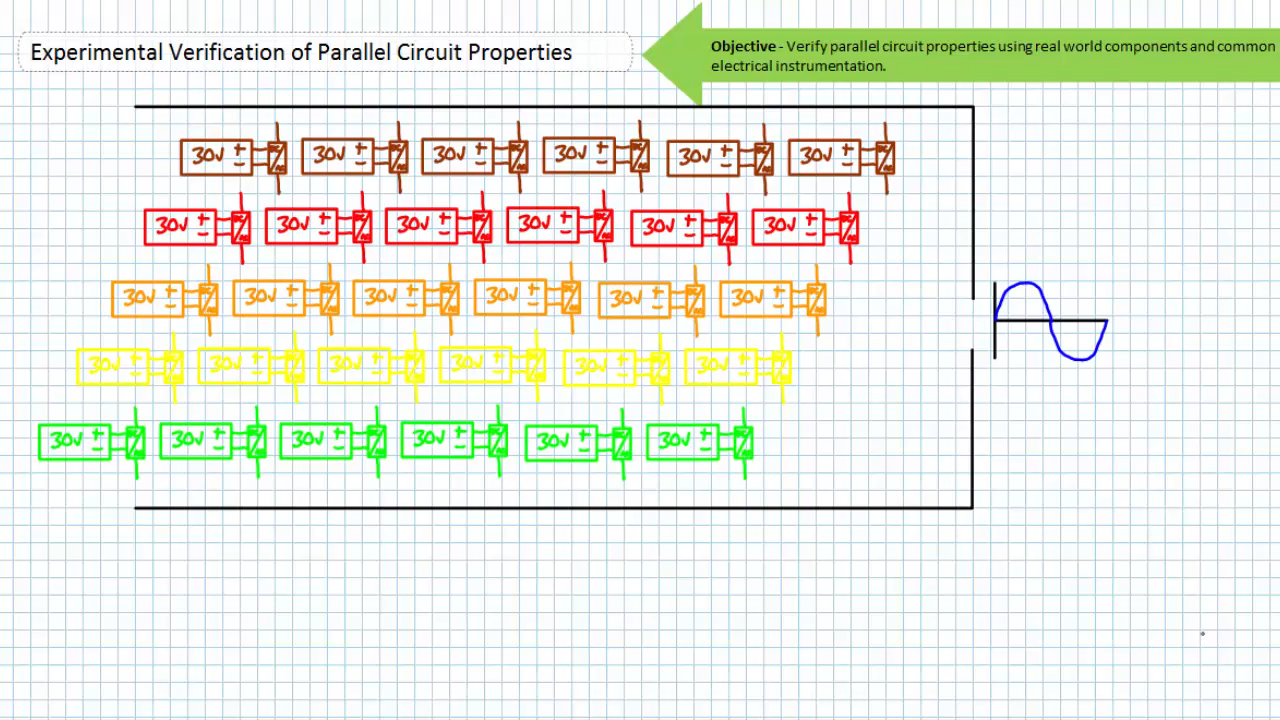 Experimental Verification of Parallel Circuit Properties
Objective - Verify parallel circuit properties using real world components and common
electrical instrumentation.
30V + - 30V + - 30V + - 30V + - 30V + - 30V + -
30V + - 30V + - 30V + - 30V + - 30V + - 30V + -
30V + - 30V + - 30V + - 30V + - 30V + - 30V + -
30V + - 30V + - 30V + - 30V + - 30V + - 30V + -
30V + - 30V + - 30V + - 30V + - 30V + - 30V + -